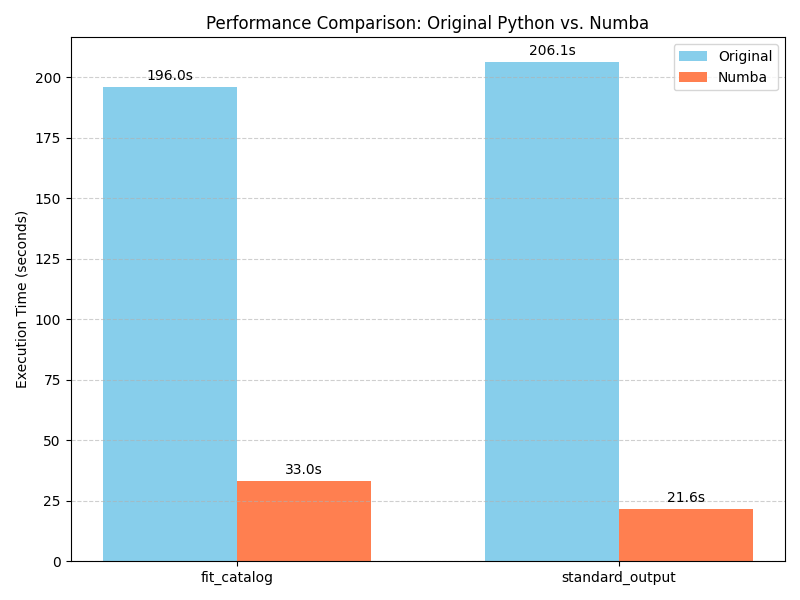 Performance Comparison: Original Python vs. Numba
Original
Numba
Execution Time (seconds)
200
175
150
125
100
75
50
25
0
196.0s
33.0s
206.1s
21.6s
fit_catalog
standard_output